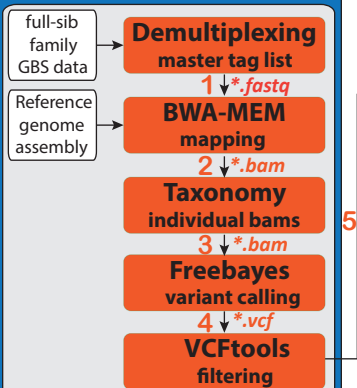 full-sib
family
GBS data
Demultiplexing
master tag list
1 *.fastq
Reference
genome
assembly
BWA-MEM
mapping
2 *.bam
Taxonomy
individual bams
3 *.bam
5
Freebayes
variant calling
4 *.vcf
VCFtools
filtering